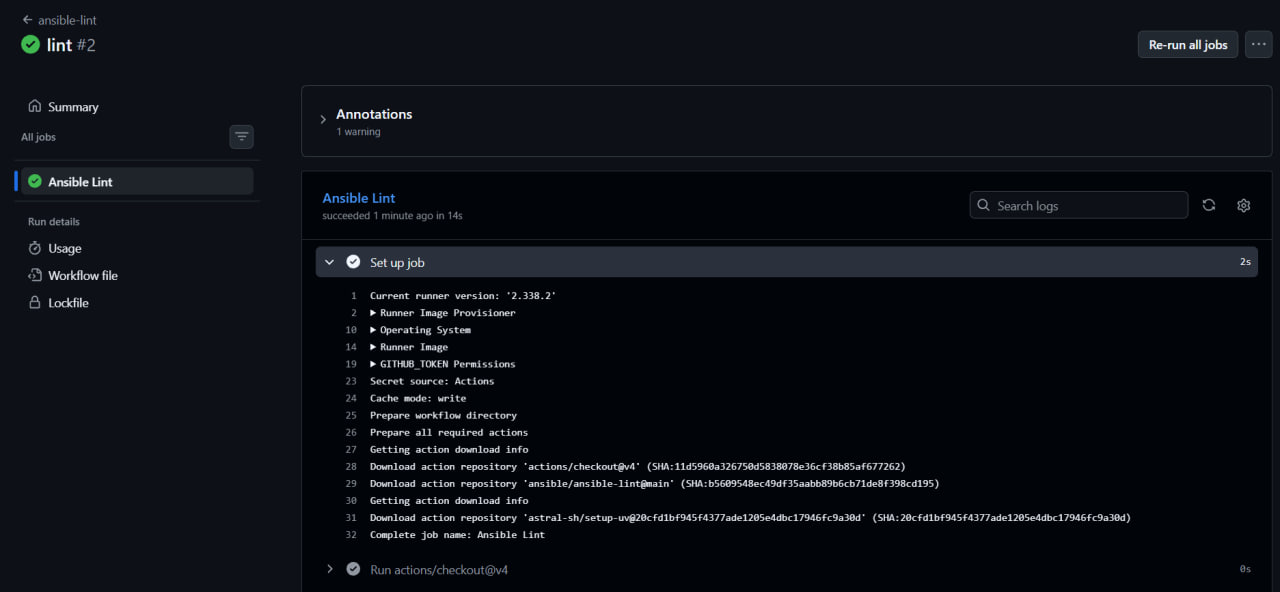 ansible-lint
lint #2
Re-run all jobs
Summary
All jobs
Ansible Lint
Run details
Usage
Workflow file
Lockfile
Annotations
1 warning
Ansible Lint
succeeded 1 minute ago in 14s
Search logs
Set up job 2s
1 Current runner version: '2.338.2'
2 Runner Image Provisioner
10 Operating System
14 Runner Image
19 GITHUB_TOKEN Permissions
23 Secret source: Actions
24 Cache mode: write
25 Prepare workflow directory
26 Prepare all required actions
27 Getting action download info
28 Download action repository 'actions/checkout@v4' (SHA:11d5960a326750d5838078e36cf38b85af677262)
29 Download action repository 'ansible/ansible-lint@main' (SHA:b5609548ec49df35aabb89b6cb71de8f398cd195)
30 Getting action download info
31 Download action repository 'astral-sh/setup-uv@20cfd1bf945f4377ade1205e4dbc17946fc9a30d' (SHA:20cfd1bf945f4377ade1205e4dbc17946fc9a30d)
32 Complete job name: Ansible Lint
Run actions/checkout@v4 0s